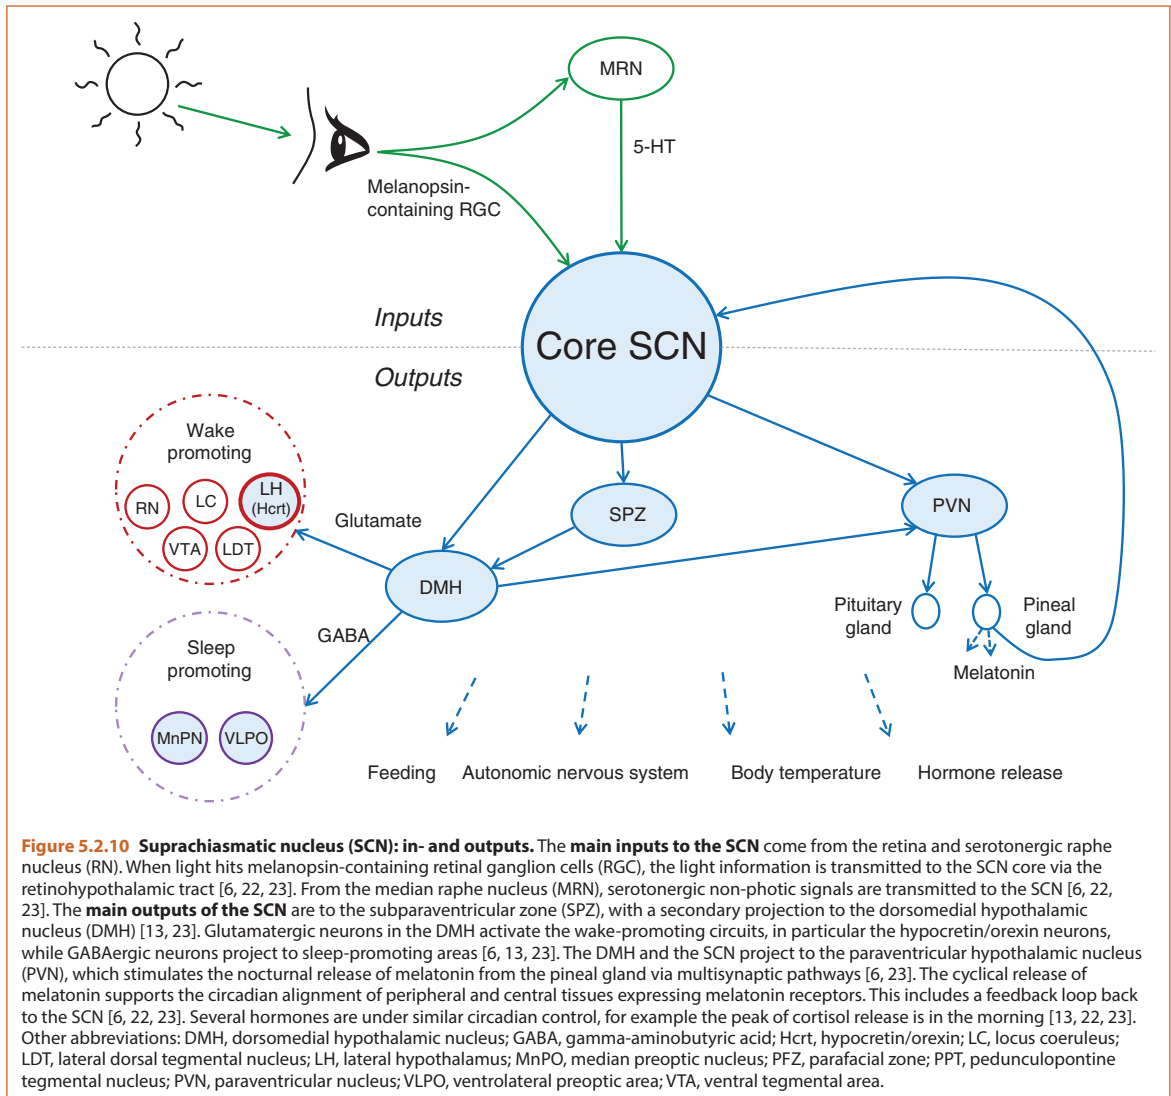 MRN
5-HT
Melanopsin-
containing RGC
Inputs
Core SCN
Outputs
Wake
promoting
RN
LC
LH
(Hcrt)
VTA
LDT
Glutamate
SPZ
PVN
DMH
GABA
Pituitary
gland
Pineal
gland
Melatonin
Sleep
promoting
MnPN
VLPO
Feeding
Autonomic nervous system
Body temperature
Hormone release
Figure 5.2.10 Suprachiasmatic nucleus (SCN): in- and outputs. The main inputs to the SCN come from the retina and serotonergic raphe
nucleus (RN). When light hits melanopsin-containing retinal ganglion cells (RGC), the light information is transmitted to the SCN core via the
retinohypothalamic tract [6, 22, 23]. From the median raphe nucleus (MRN), serotonergic non-photic signals are transmitted to the SCN [6, 22,
23]. The main outputs of the SCN are to the subparaventricular zone (SPZ), with a secondary projection to the dorsomedial hypothalamic
nucleus (DMH) [13, 23]. Glutamatergic neurons in the DMH activate the wake-promoting circuits, in particular the hypocretin/orexin neurons,
while GABAergic neurons project to sleep-promoting areas [6, 13, 23]. The DMH and the SCN project to the paraventricular hypothalamic nucleus
(PVN), which stimulates the nocturnal release of melatonin from the pineal gland via multisynaptic pathways [6, 23]. The cyclical release of
melatonin supports the circadian alignment of peripheral and central tissues expressing melatonin receptors. This includes a feedback loop back
to the SCN [6, 22, 23]. Several hormones are under similar circadian control, for example the peak of cortisol release is in the morning [13, 22, 23].
Other abbreviations: DMH, dorsomedial hypothalamic nucleus; GABA, gamma-aminobutyric acid; Hcrt, hypocretin/orexin; LC, locus coeruleus;
LDT, lateral dorsal tegmental nucleus; LH, lateral hypothalamus; MnPO, median preoptic nucleus; PFZ, parafacial zone; PPT, pedunculopontine
tegmental nucleus; PVN, paraventricular nucleus; VLPO, ventrolateral preoptic area; VTA, ventral tegmental area.